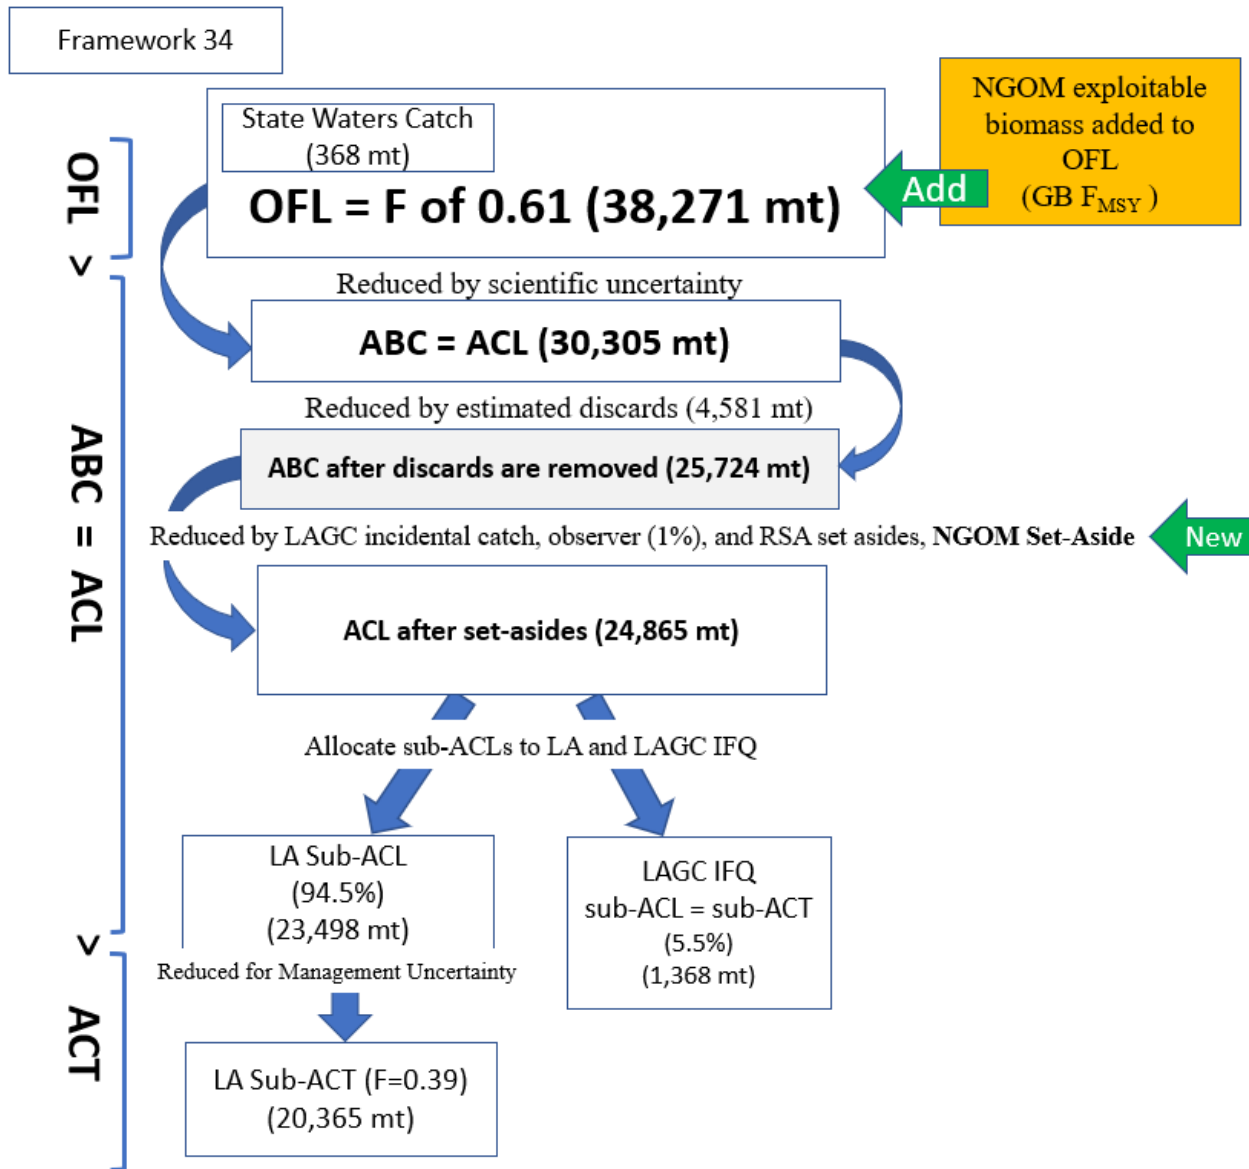 Framework 34
State Waters Catch
(368 mt)
OFL = F of 0.61 (38,271 mt)
Add
NGOM exploitable
biomass added to
OFL
(GB FMSY )
OFL
>
ABC = ACL
>
ACT
Reduced by scientific uncertainty
ABC = ACL (30,305 mt)
Reduced by estimated discards (4,581 mt)
ABC after discards are removed (25,724 mt)
Reduced by LAGC incidental catch, observer (1%), and RSA set asides, NGOM Set-Aside
New
ACL after set-asides (24,865 mt)
Allocate sub-ACLs to LA and LAGC IFQ
LA Sub-ACL
(94.5%)
(23,498 mt)
LAGC IFQ
sub-ACL = sub-ACT
(5.5%)
(1,368 mt)
Reduced for Management Uncertainty
LA Sub-ACT (F=0.39)
(20,365 mt)